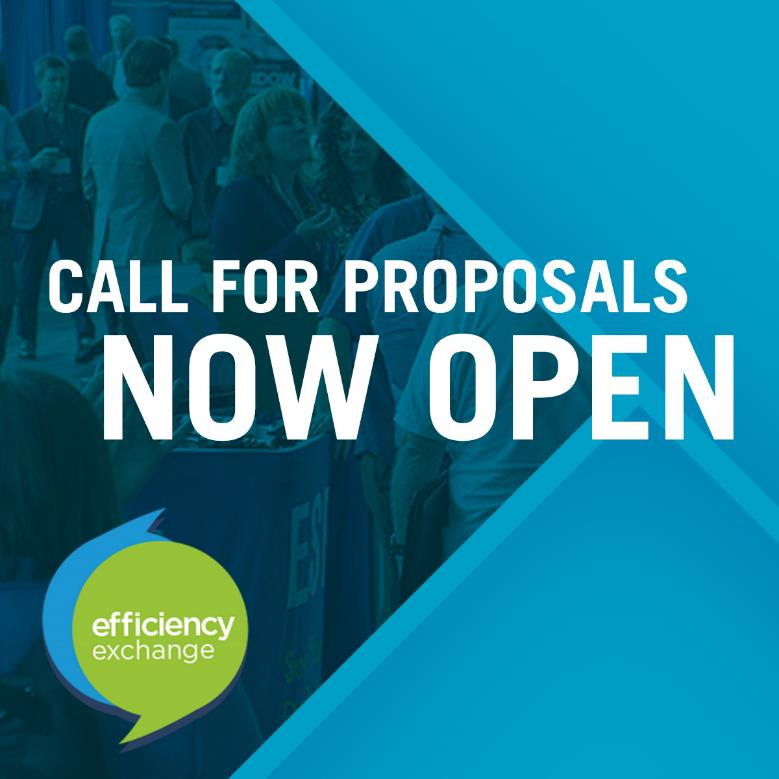 CALL FOR PROPOSALS
NOW OPEN
efficiency
exchange